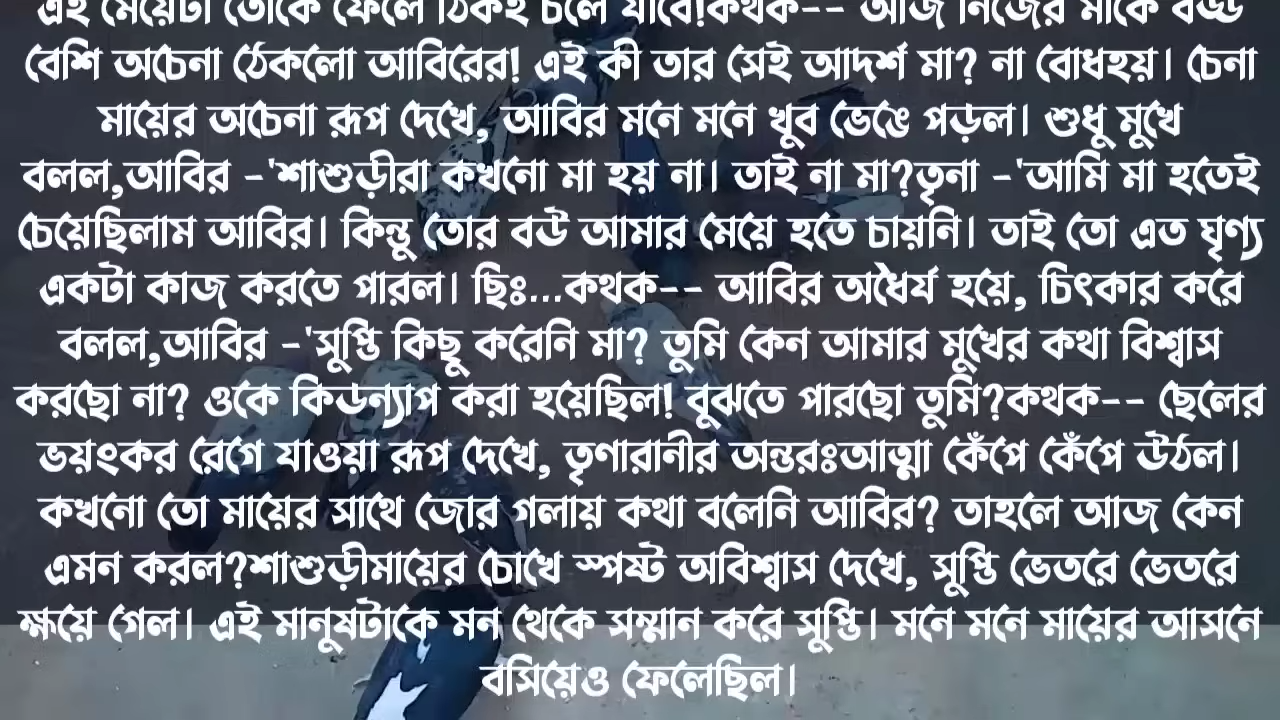 এই মেয়েটা তোকে ফেলে ঠিকই চলে যাবে!কথক-- আজ নিজের মাকে বড্ড
বেশি অচেনা ঠেকলো আবিরের! এই কী তার সেই আদর্শ মা? না বোধহয়। চেনা
মায়ের অচেনা রূপ দেখে, আবির মনে মনে খুব ভেঙে পড়ল। শুধু মুখে
বলল,আবির -'শাশুড়ীরা কখনো মা হয় না। তাই না মা?তৃনা -'আমি মা হতেই
চেয়েছিলাম আবির। কিন্তু তোর বউ আমার মেয়ে হতে চায়নি। তাই তো এত ঘৃণ্য
একটা কাজ করতে পারল। ছিঃ...কথক-- আবির অধৈর্য হয়ে, চিৎকার করে
বলল,আবির -'সুপ্তি কিছু করেনি মা? তুমি কেন আমার মুখের কথা বিশ্বাস
করছো না? ওকে কিডন্যাপ করা হয়েছিল! বুঝতে পারছো তুমি?কথক-- ছেলের
ভয়ংকর রেগে যাওয়া রূপ দেখে, তৃণারানীর অন্তরঃআত্মা কেঁপে কেঁপে উঠল।
কখনো তো মায়ের সাথে জোর গলায় কথা বলেনি আবির? তাহলে আজ কেন
এমন করল?শাশুড়ীমায়ের চোখে স্পষ্ট অবিশ্বাস দেখে, সুপ্তি ভেতরে ভেতরে
ক্ষয়ে গেল। এই মানুষটাকে মন থেকে সম্মান করে সুপ্তি। মনে মনে মায়ের আসনে
বসিয়েও ফেলেছিল।